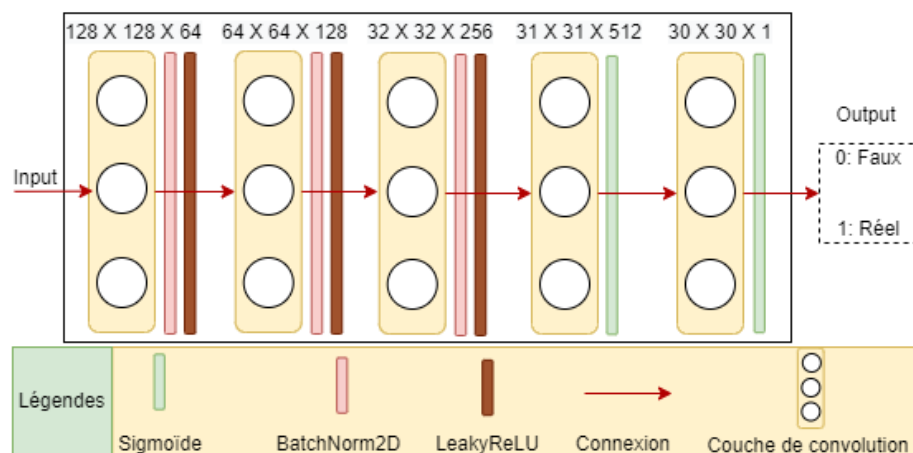 128 X 128 X 64
64 X 64 X 128
32 X 32 X 256
31 X 31 X 512
30 X 30 X 1
Input
Output
0: Faux
1: Réel
Légendes
Sigmoïde
BatchNorm2D
LeakyReLU
Connexion
Couche de convolution